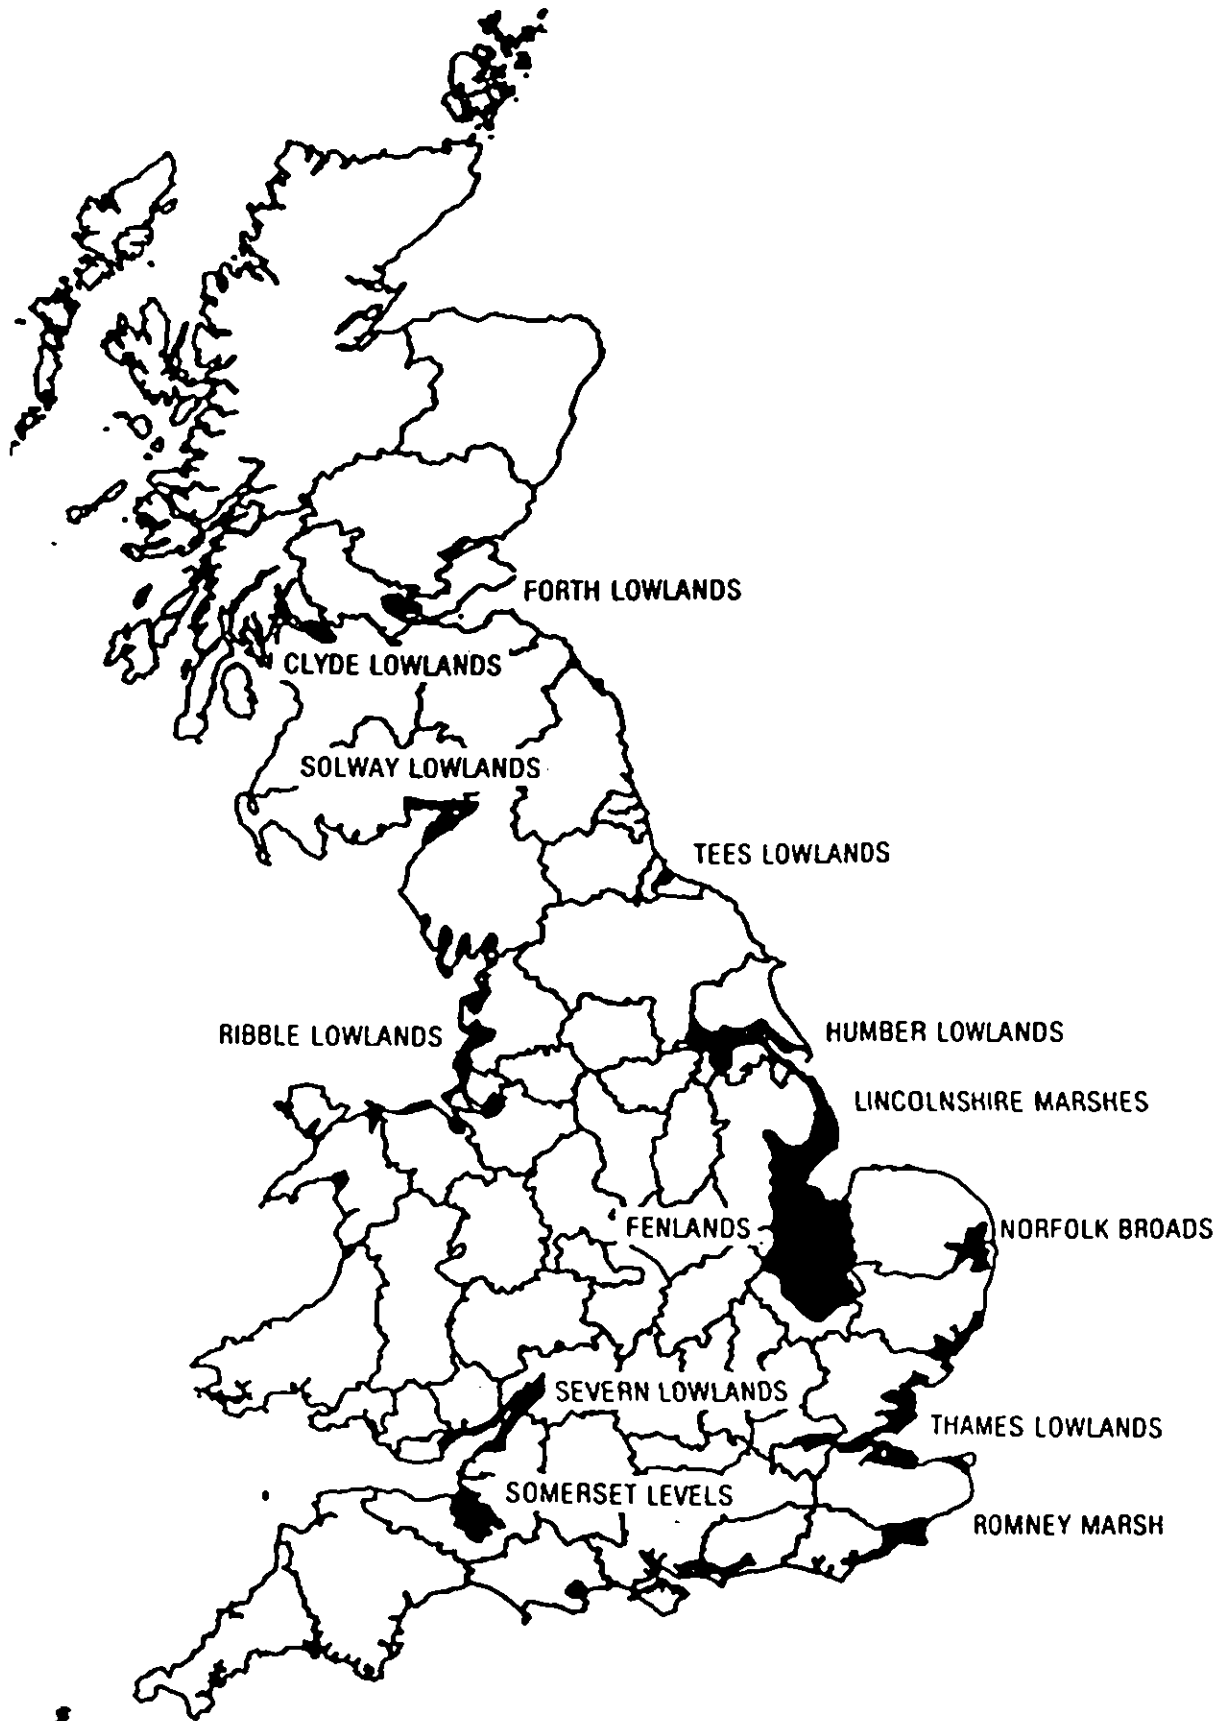 FORTH LOWLANDS
CLYDE LOWLANDS
SOLWAY LOWLANDS
TEES LOWLANDS
RIBBLE LOWLANDS
HUMBER LOWLANDS
LINCOLNSHIRE MARSHES
FENLANDS
NORFOLK BROADS
SEVERN LOWLANDS
THAMES LOWLANDS
SOMERSET LEVELS
ROMNEY MARSH